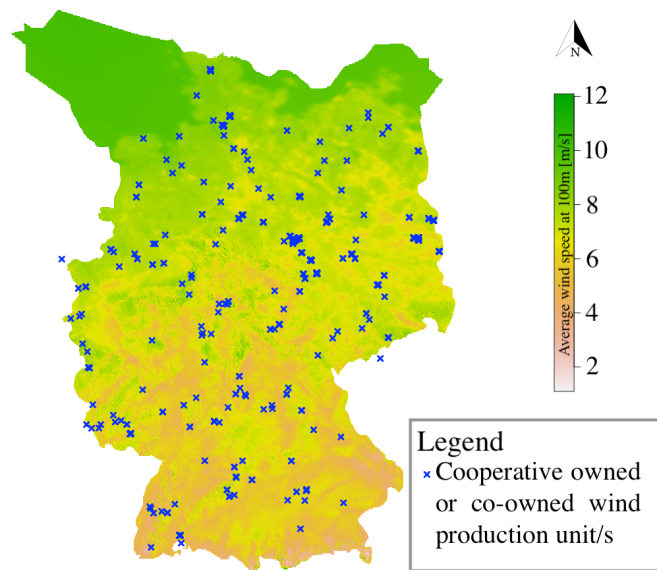 N
12
10
8
6
4
2
Average wind speed at 100m [m/s]
Legend
Cooperative owned
or co-owned wind
production unit/s